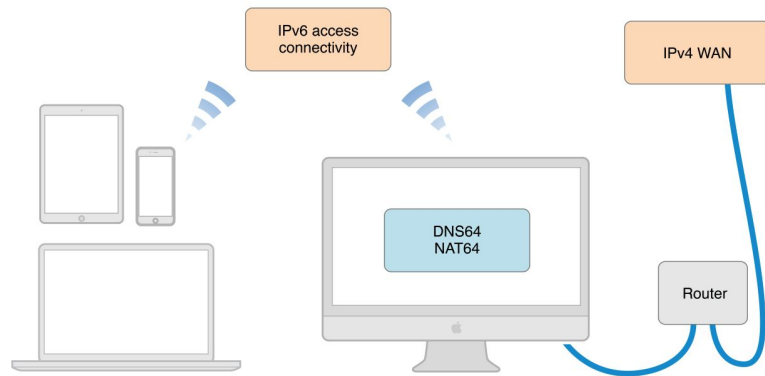 IPv6 access
connectivity
IPv4 WAN
DNS64
NAT64
Router